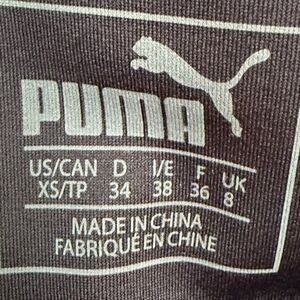 PUMA
US/CAN D I/E F UK
XS/TP 34 38 36 8
MADE IN CHINA
FABRIQUÉ EN CHINE